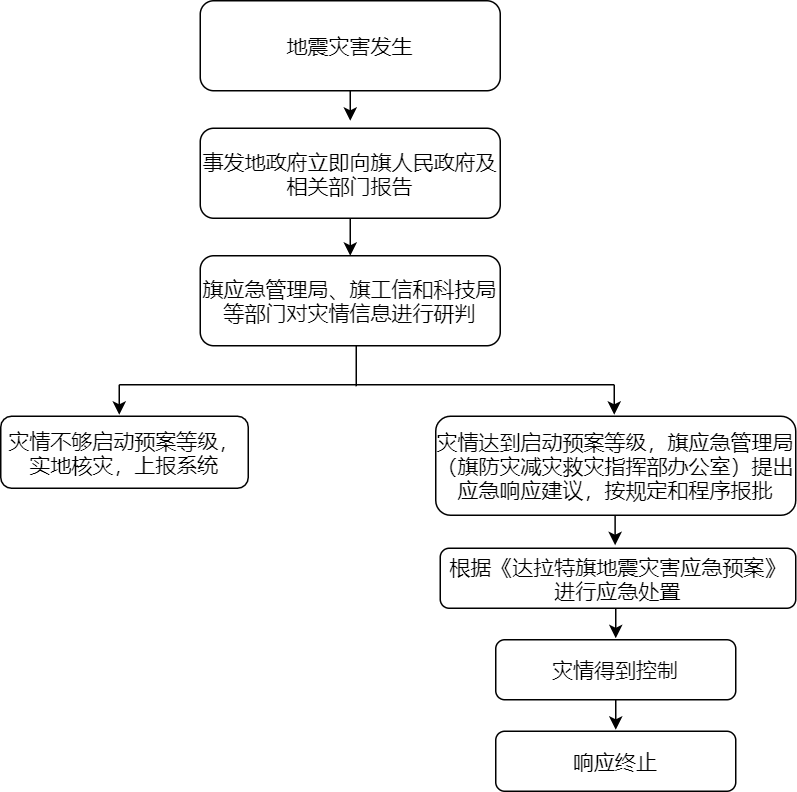 地震灾害发生
事发地政府立即向旗人民政府及
相关部门报告
旗应急管理局、旗工信和科技局
等部门对灾情信息进行研判
灾情不够启动预案等级，
实地核灾，上报系统
灾情达到启动预案等级，旗应急管理局
（旗防灾减灾救灾指挥部办公室）提出
应急响应建议，按规定和程序报批
根据《达拉特旗地震灾害应急预案》
进行应急处置
灾情得到控制
响应终止